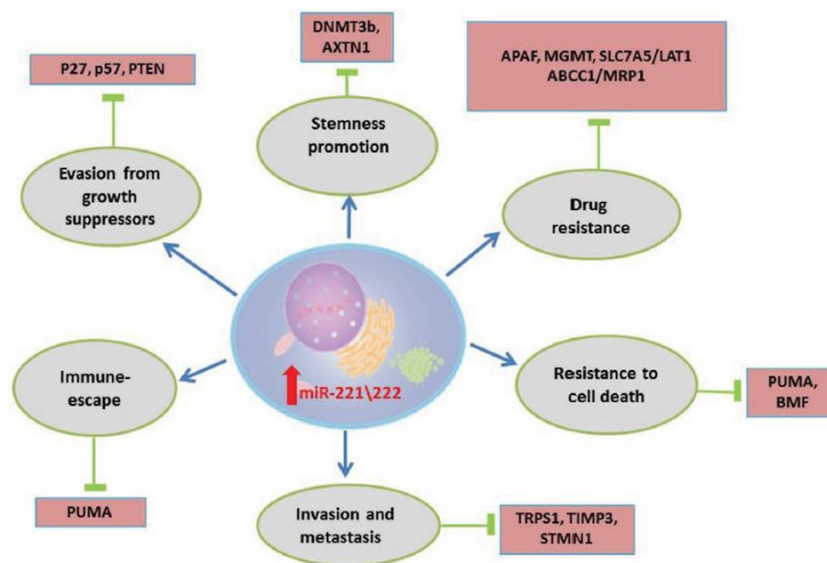 DNMT3b,
AXTN1
APAF, MGMT, SLC7A5/LAT1
ABCC1/MRP1
P27, p57, PTEN
Stemness
promotion
Evasion from
growth
suppressors
Drug
resistance
Immune-
escape
miR-221\222
Resistance to
cell death
PUMA,
BMF
PUMA
Invasion and
metastasis
TRPS1, TIMP3,
STMN1